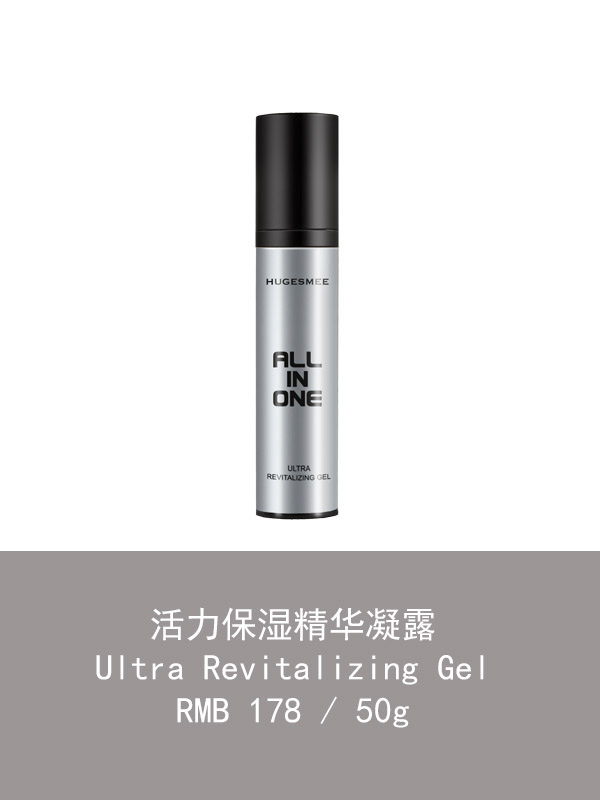 HUGESMEE
ALL
IN
ONE
ULTRA
REVITALIZING GEL
活力保湿精华凝露
Ultra Revitalizing Gel
RMB 178 / 50g